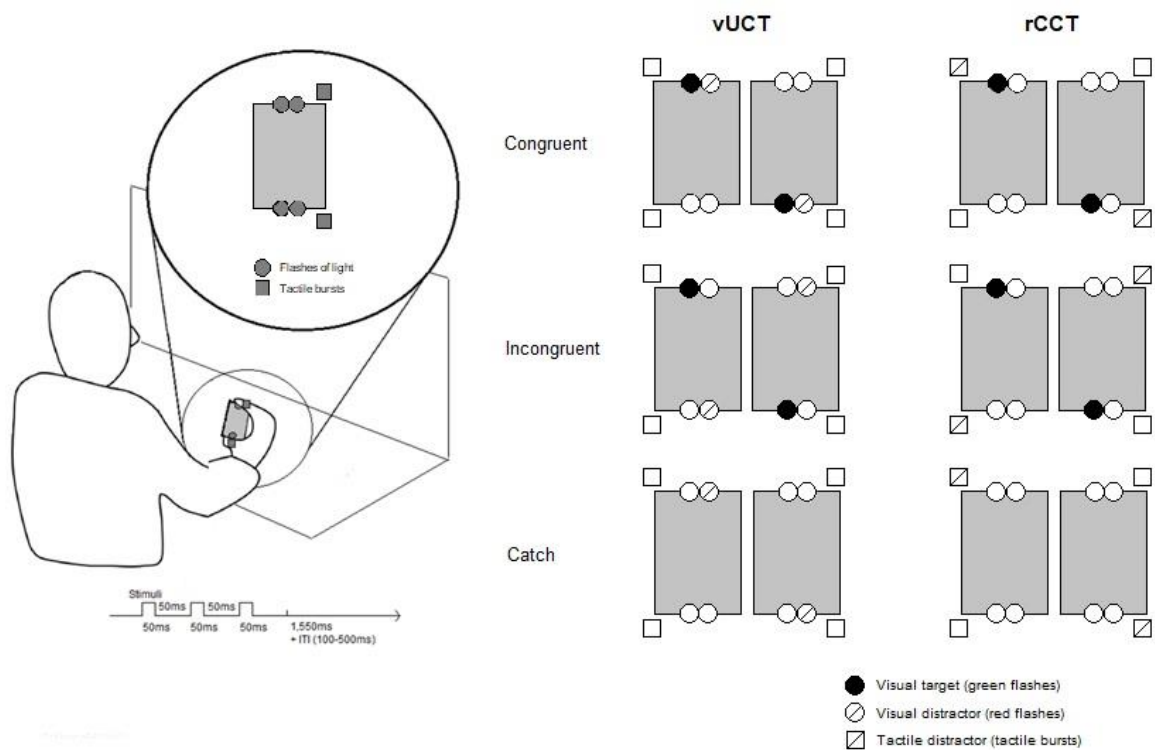 vUCT
rCCT
Flashes of light
Tactile bursts
Congruent
Incongruent
Catch
Stimuli
50ms 50ms
50ms 50ms 50ms 1,550ms
+ ITI (100-500ms)
Visual target (green flashes)
Visual distractor (red flashes)
Tactile distractor (tactile bursts)